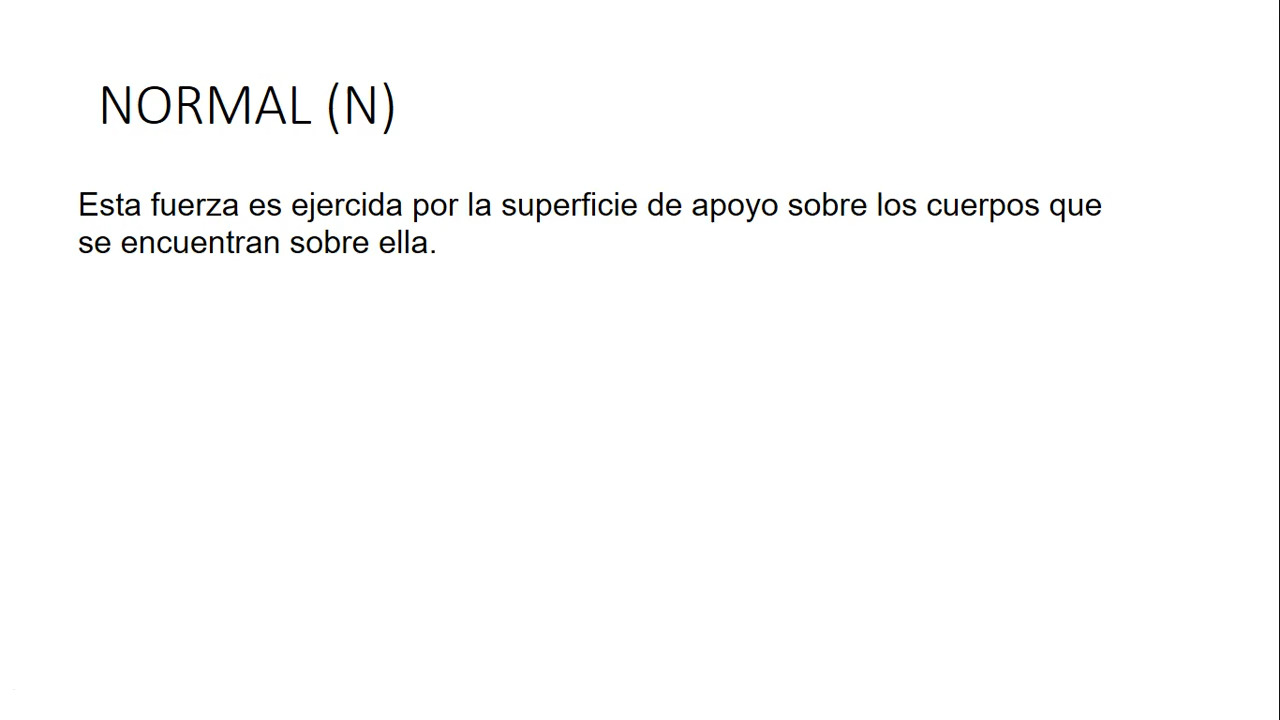 NORMAL (N)
Esta fuerza es ejercida por la superficie de apoyo sobre los cuerpos que
se encuentran sobre ella.